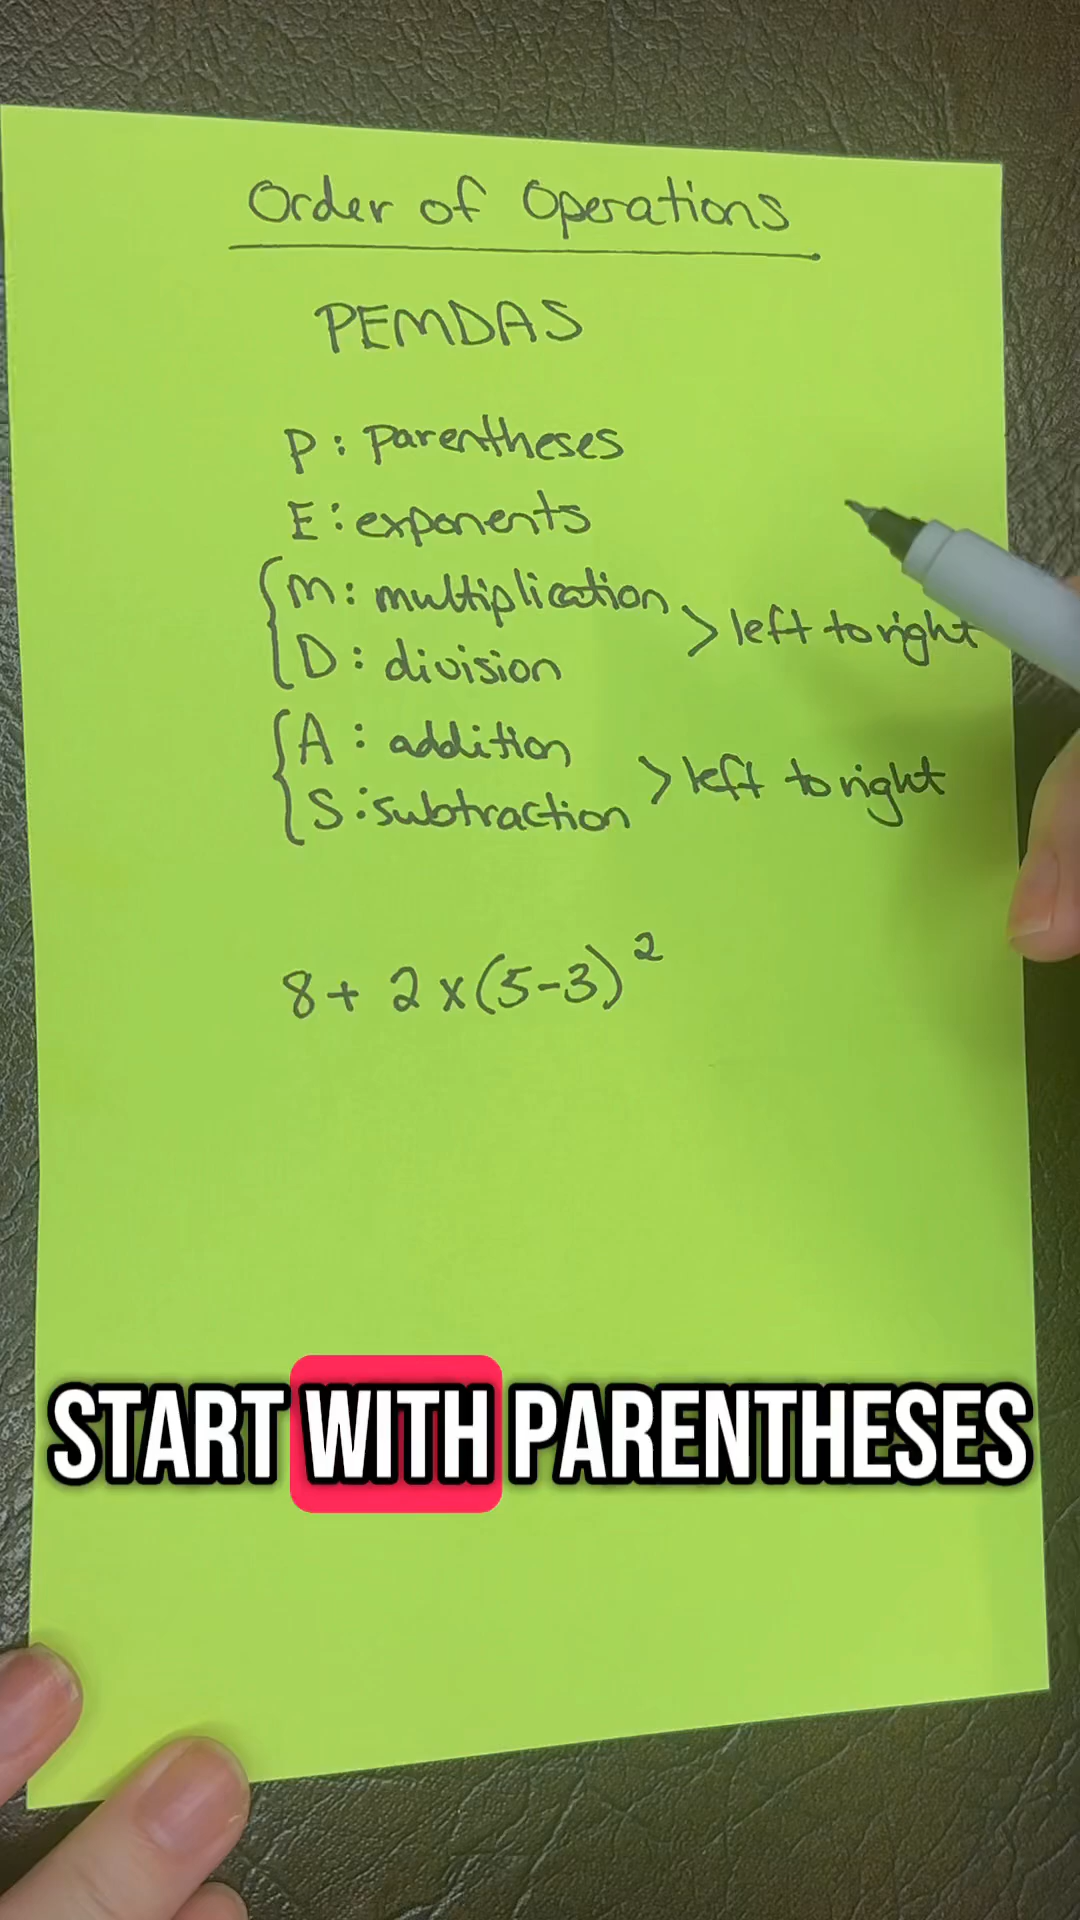 Order of Operations
PEMDAS
P: parentheses
E: exponents
M: multiplication > left to right
D: division
A: addition > left to right
S: subtraction
8 + 2 x (5-3)²
START WITH PARENTHESES